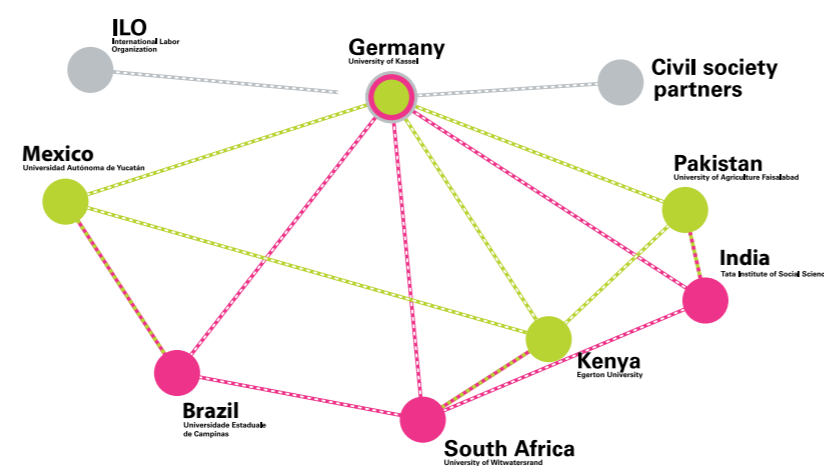 ILO
International Labor
Organization
Germany
University of Kassel
Civil society
partners
Mexico
Universidad Autónoma de Yucatán
Pakistan
University of Agriculture Faisalabad
India
Tata Institute of Social Scienc
Kenya
Egerton University
Brazil
Universidade Estaduale
de Campinas
South Africa
University of Witwatersrand